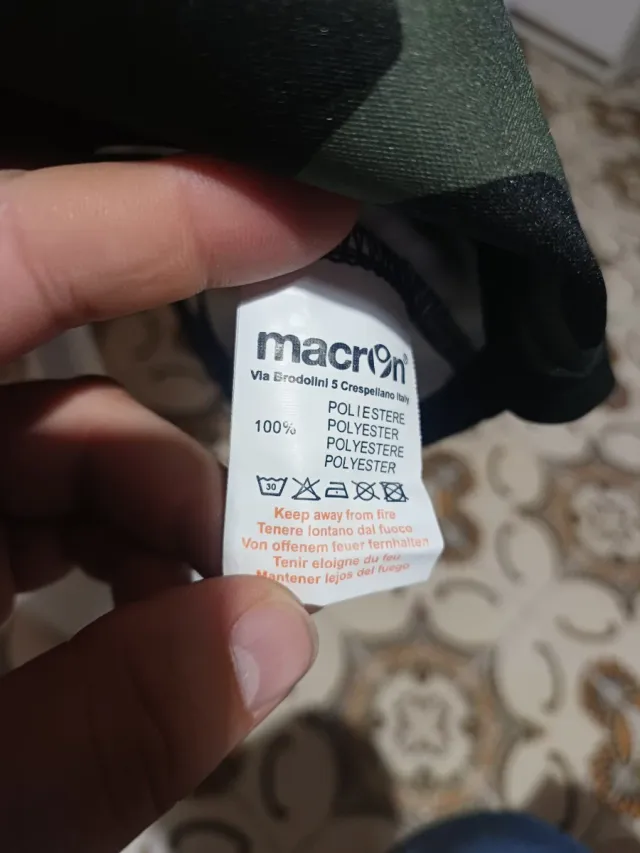 macron®
Via Brodolini 5 Crespellano Italy
POLIESTERE
100% POLYESTER
POLYESTERE
POLYESTER
30
Keep away from fire
Tenere lontano dal fuoco
Von offenem feuer fernhalten
Tenir eloigne du feu
Mantener lejos del fuego